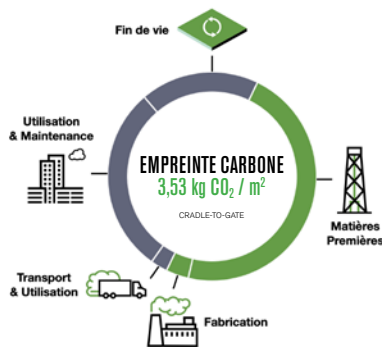 Fin de vie
Utilisation
& Maintenance
EMPREINTE CARBONE
3,53 kg CO₂ / m²
CRADLE-TO-GATE
Matières
Premières
Transport
& Utilisation
Fabrication